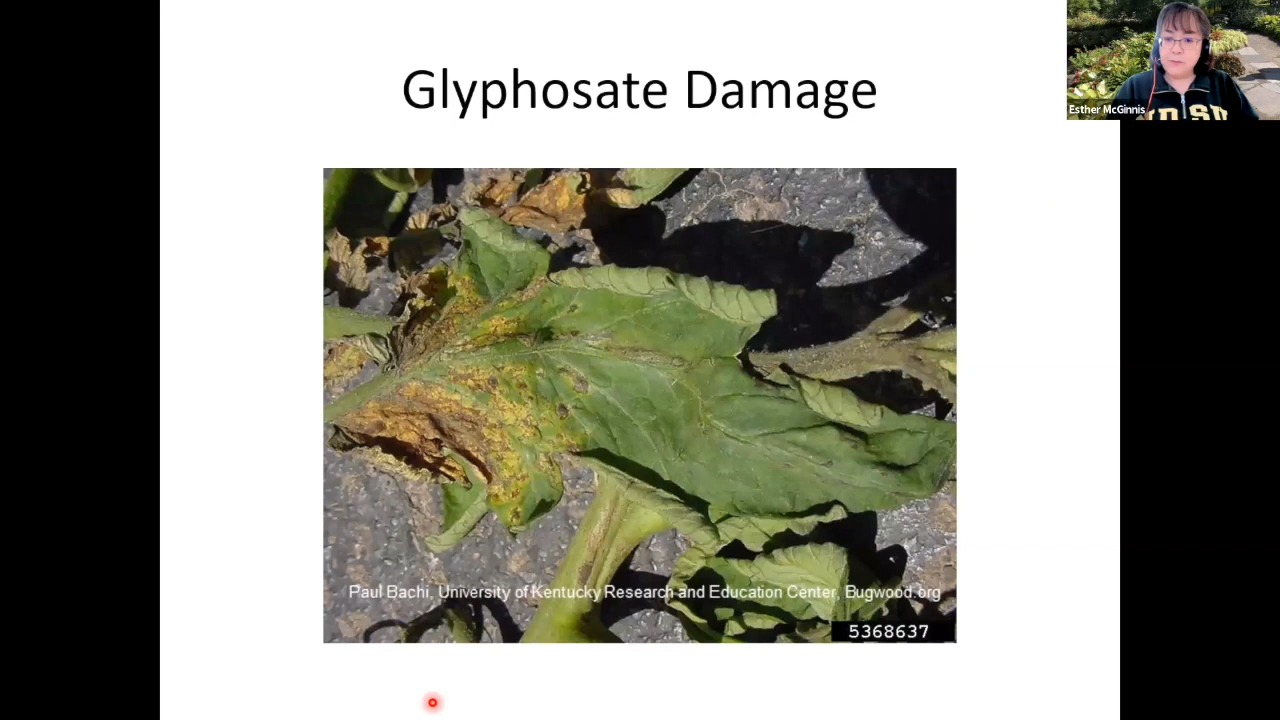 Glyphosate Damage
Esther McGinnis
Paul Bachi, University of Kentucky Research and Education Center, Bugwood.org
5368637